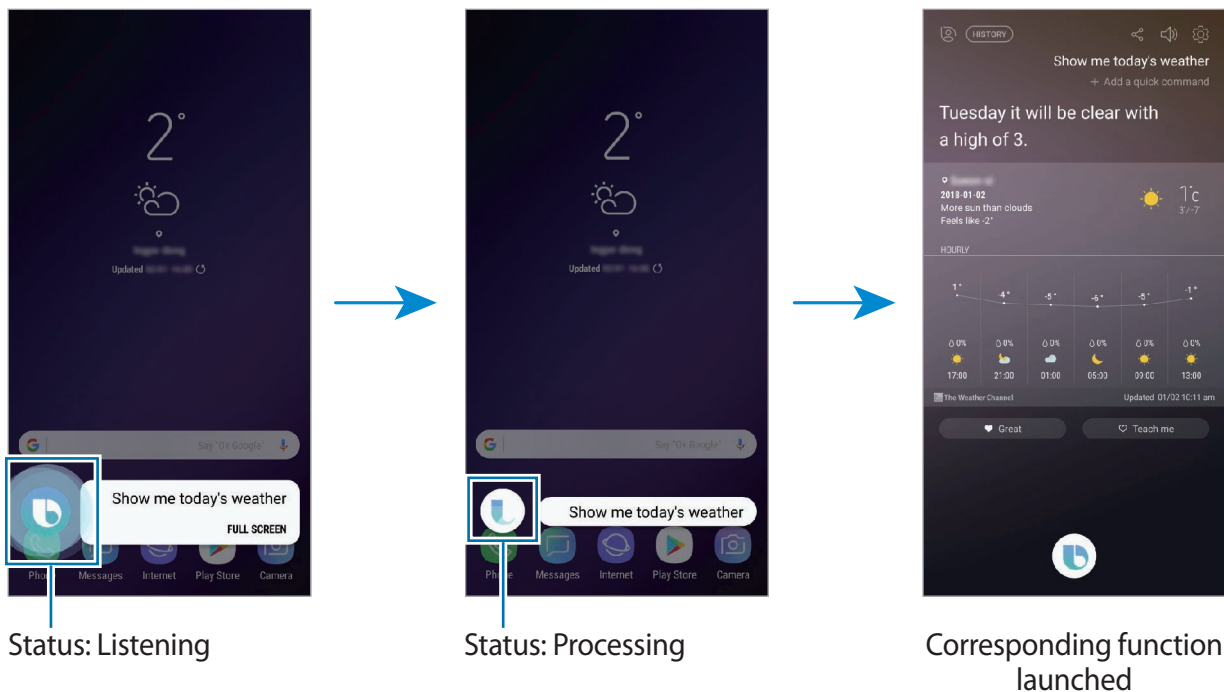 2°
Updated
Say "Ok Google"
Show me today's weather
FULL SCREEN
Phone
Messages
Internet
Play Store
Camera
Status: Listening
2°
Updated
Say "Ok Google"
Show me today's weather
Phone
Messages
Internet
Play Store
Camera
Status: Processing
HISTORY
Show me today's weather
+ Add a quick command
Tuesday it will be clear with
a high of 3.
2018-01-02
More sun than clouds
Feels like -2°
1°c
3°/-7°
HOURLY
1° -4° -5° -6° -5° -1°
0% 0% 0% 0% 0% 0%
17:00 21:00 01:00 05:00 09:00 13:00
The Weather Channel
Updated 01/02 10:11 am
Great
Teach me
Corresponding function
launched